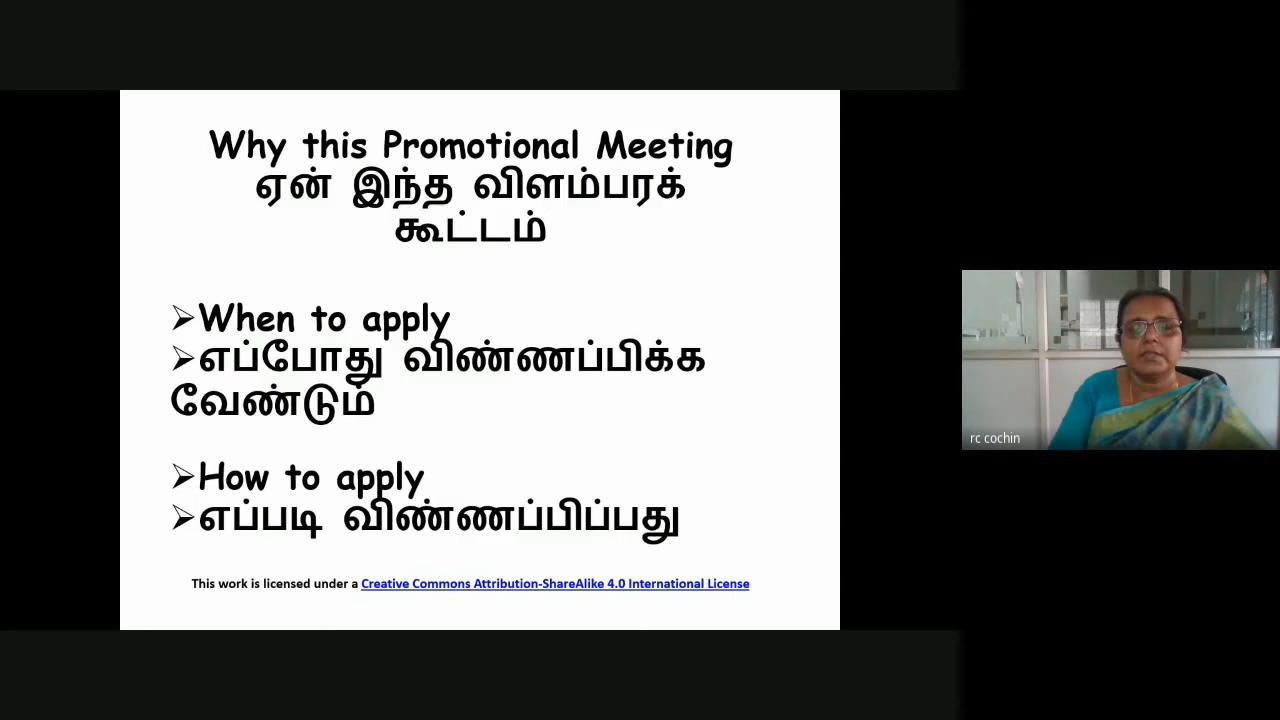 Why this Promotional Meeting
ஏன் இந்த விளம்பரக்
கூட்டம்
➢When to apply
➢எப்போது விண்ணப்பிக்க
வேண்டும்
➢How to apply
➢எப்படி விண்ணப்பிப்பது
This work is licensed under a Creative Commons Attribution-ShareAlike 4.0 International License
rc cochin